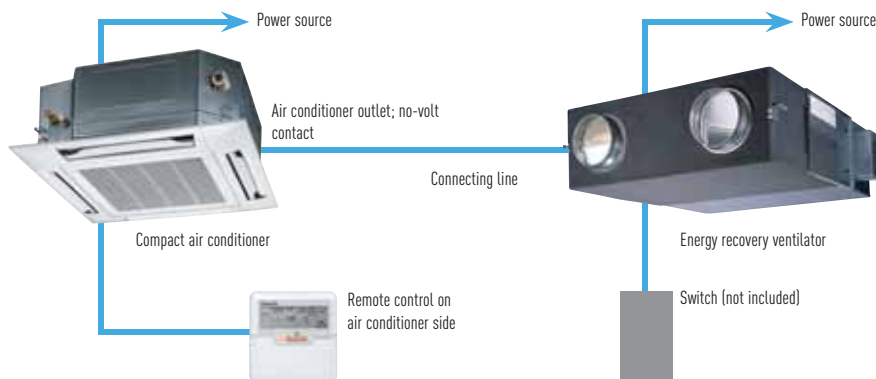 Power source
Power source
Air conditioner outlet; no-volt
contact
Connecting line
Compact air conditioner
Energy recovery ventilator
Remote control on
air conditioner side
Switch (not included)